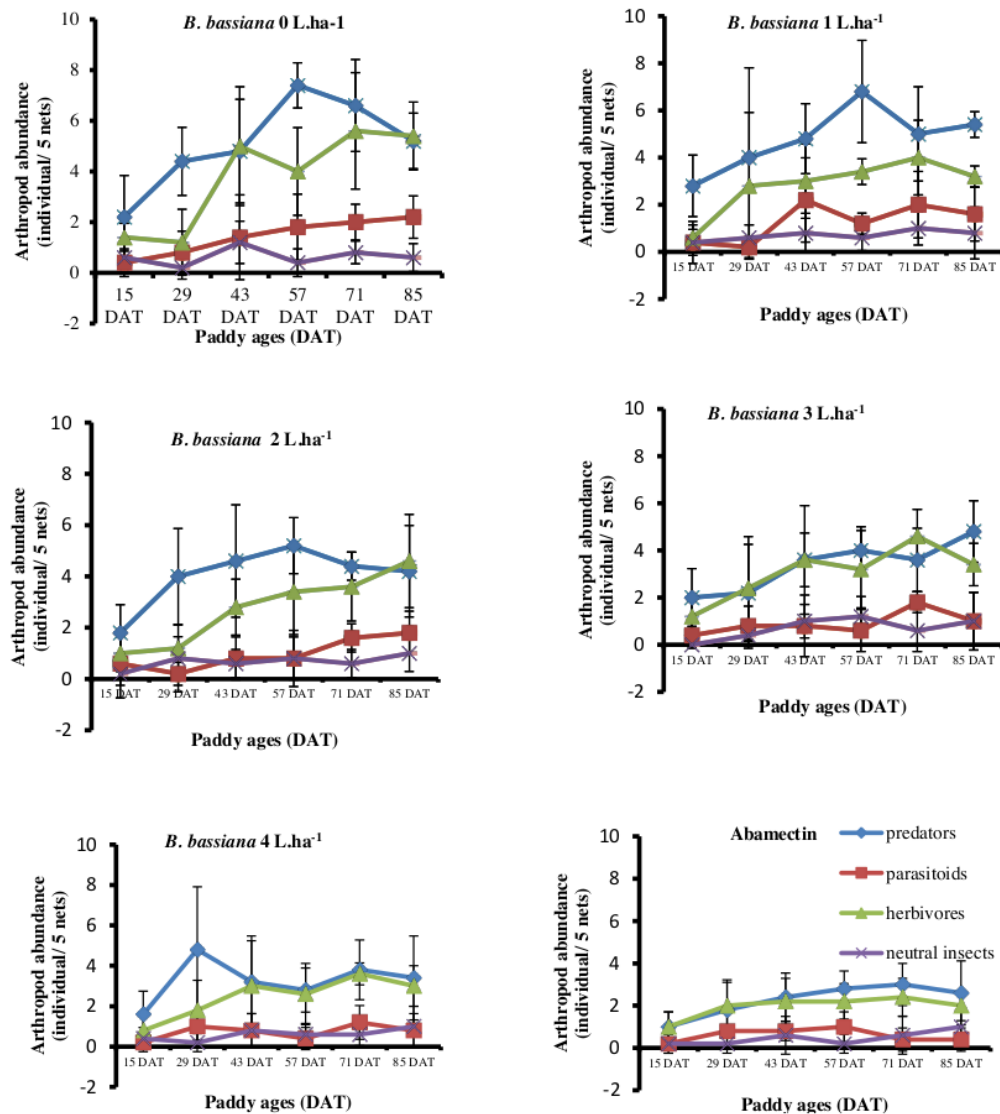 B. bassiana 0 L.ha-1
Arthropod abundance
(individual/ 5 nets)
10
8
6
4
2
0
-2
15 29 43 57 71 85
DAT DAT DAT DAT DAT DAT
Paddy ages (DAT)
B. bassiana 1 L.ha⁻¹
Arthropod abundance
(individual/ 5 nets)
10
8
6
4
2
0
-2
15 DAT 29 DAT 43 DAT 57 DAT 71 DAT 85 DAT
Paddy ages (DAT)
B. bassiana 2 L.ha⁻¹
Arthropod abundance
(individual/ 5 nets)
10
8
6
4
2
0
-2
15 DAT 29 DAT 43 DAT 57 DAT 71 DAT 85 DAT
Paddy ages (DAT)
B. bassiana 3 L.ha⁻¹
Arthropod abundance
(individual/ 5 nets)
10
8
6
4
2
0
-2
15 DAT 29 DAT 43 DAT 57 DAT 71 DAT 85 DAT
Paddy ages (DAT)
B. bassiana 4 L.ha⁻¹
Arthropod abundance
(individual/ 5 nets)
10
8
6
4
2
0
-2
15 DAT 29 DAT 43 DAT 57 DAT 71 DAT 85 DAT
Paddy ages (DAT)
Abamectin
Arthropod abundance
(individual/ 5 nets)
10
8
6
4
2
0
-2
15 DAT 29 DAT 43 DAT 57 DAT 71 DAT 85 DAT
Paddy ages (DAT)
predators
parasitoids
herbivores
neutral insects